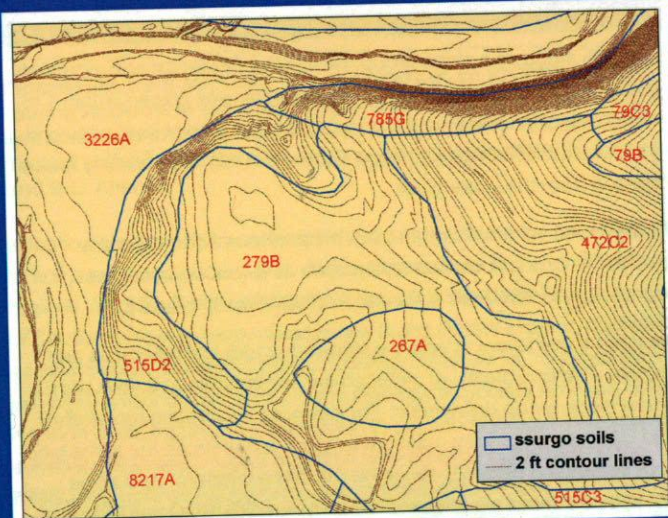 785G
79C3
3226A
79B
472C2
279B
267A
515D2
ssurgo soils
2 ft contour lines
8217A
515C3